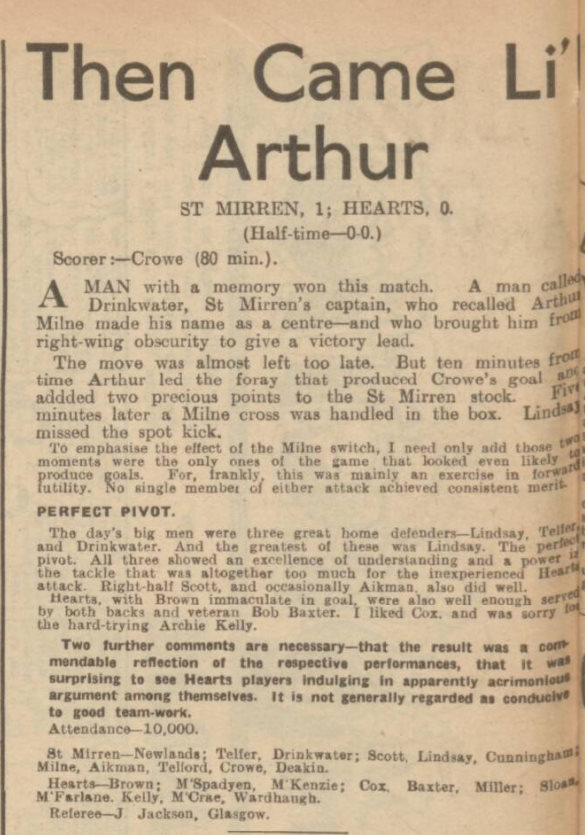 Then Came Li'
Arthur
ST MIRREN, 1; HEARTS, 0.
(Half-time—0-0.)
Scorer:—Crowe (80 min.).
A MAN with a memory won this match. A man called
Drinkwater, St Mirren's captain, who recalled Arthur
Milne made his name as a centre—and who brought him from
right-wing obscurity to give a victory lead.
The move was almost left too late. But ten minutes from
time Arthur led the foray that produced Crowe's goal and
addded two precious points to the St Mirren stock. Five
minutes later a Milne cross was handled in the box. Lindsay
missed the spot kick.
To emphasise the effect of the Milne switch, I need only add those two
moments were the only ones of the game that looked even likely to
produce goals. For, frankly, this was mainly an exercise in forward
futility. No single member of either attack achieved consistent merit.
PERFECT PIVOT.
The day's big men were three great home defenders—Lindsay, Telfer,
and Drinkwater. And the greatest of these was Lindsay. The perfect
pivot. All three showed an excellence of understanding and a power in
the tackle that was altogether too much for the inexperienced Hearts
attack. Right-half Scott, and occasionally Aikman, also did well.
Hearts, with Brown immaculate in goal, were also well enough served
by both backs and veteran Bob Baxter. I liked Cox, and was sorry for
the hard-trying Archie Kelly.
Two further comments are necessary—that the result was a com-
mendable reflection of the respective performances, that it was
surprising to see Hearts players indulging in apparently acrimonious
argument among themselves. It is not generally regarded as conducive
to good team-work.
Attendance—10,000.
St Mirren—Newlands; Telfer, Drinkwater; Scott, Lindsay, Cunningham;
Milne, Aikman, Telford, Crowe, Deakin.
Hearts—Brown; M'Spadyen, M'Kenzie; Cox, Baxter, Miller; Sloan,
M'Farlane, Kelly, M'Crae, Wardhaugh.
Referee—J. Jackson, Glasgow.